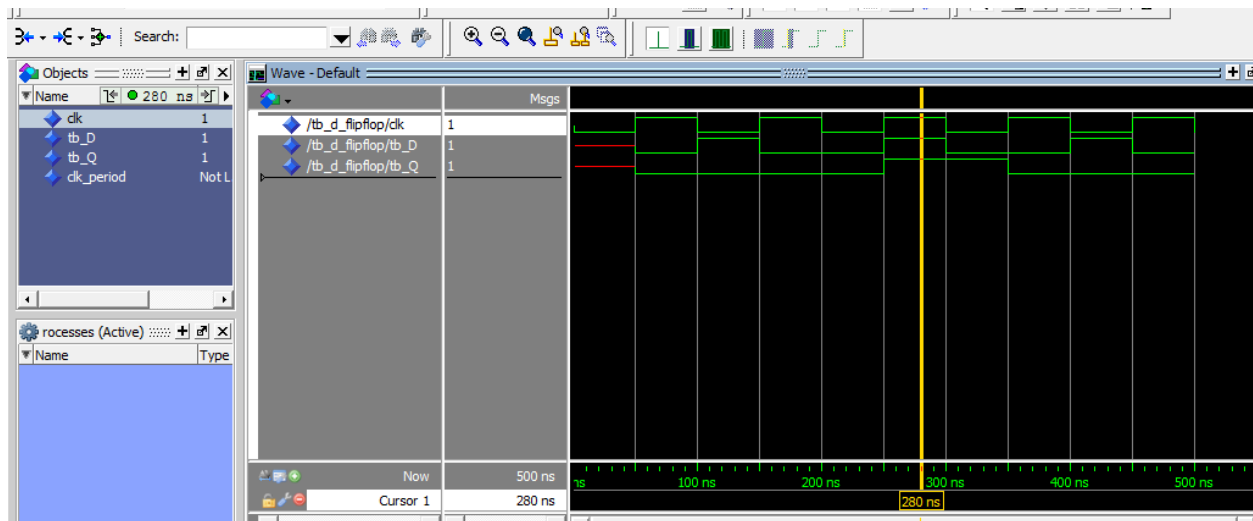 Search:
Objects
Name 280 ns
clk 1
tb_D 1
tb_Q 1
clk_period Not L
rocesses (Active)
Name Type
Wave - Default
Msgs
/tb_d_flipflop/clk 1
/tb_d_flipflop/tb_D 1
/tb_d_flipflop/tb_Q 1
Now 500 ns
Cursor 1 280 ns
ns 100 ns 200 ns 300 ns 400 ns 500 ns
280 ns